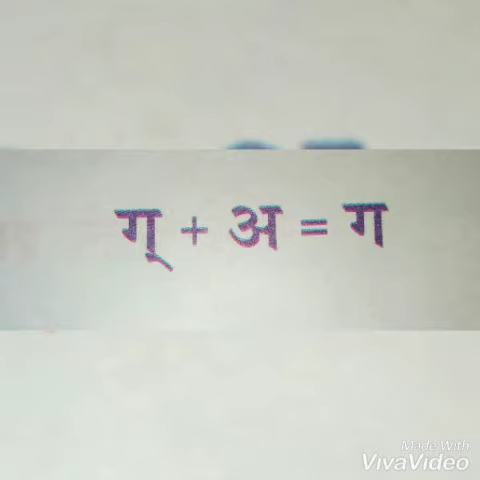 ग् + अ = ग
Made With
VivaVideo